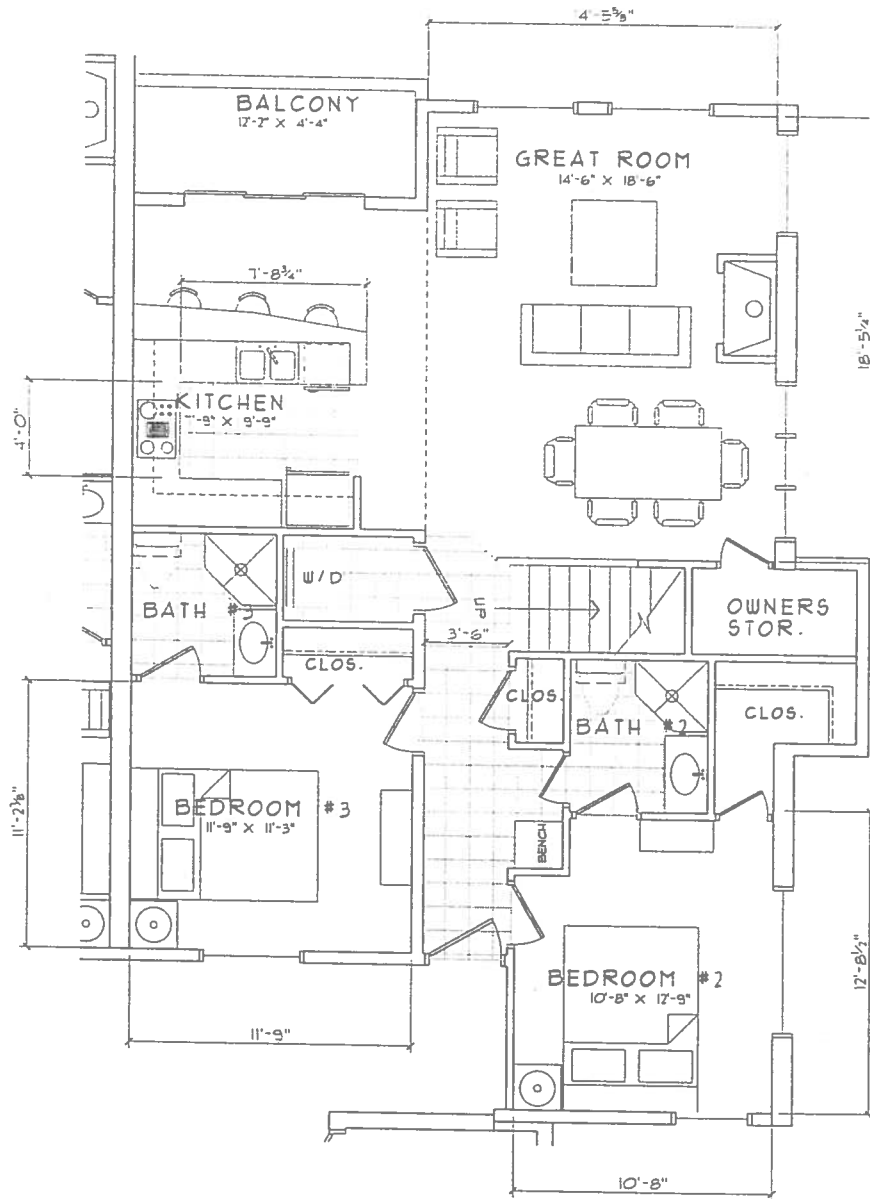 4'-5⅝"
BALCONY
12'-2" X 4'-4"
GREAT ROOM
14'-6" X 18'-6"
7'-8¾"
18'-5¼"
KITCHEN
7'-9" X 9'-9"
4'-0"
W/D
BATH #3
UP
OWNERS
STOR.
3'-6"
CLOS.
CLOS.
BATH #2
CLOS.
BEDROOM #3
11'-9" X 11'-3"
11'-2⅞"
BENCH
BEDROOM #2
10'-8" X 12'-9"
12'-8½"
11'-9"
10'-8"